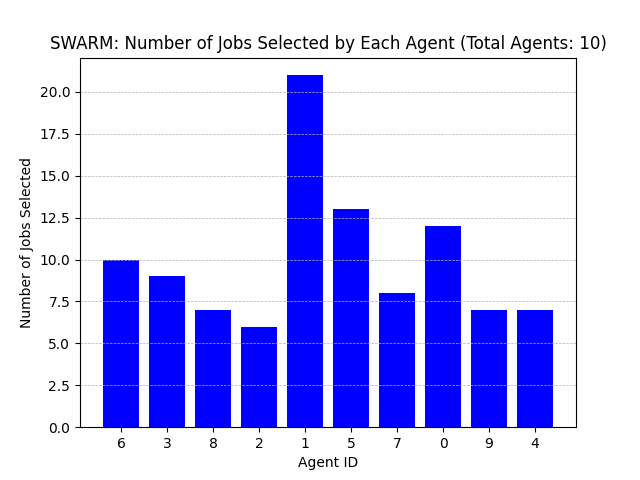 SWARM: Number of Jobs Selected by Each Agent (Total Agents: 10)
Number of Jobs Selected
20.0
17.5
15.0
12.5
10.0
7.5
5.0
2.5
0.0
6 3 8 2 1 5 7 0 9 4
Agent ID